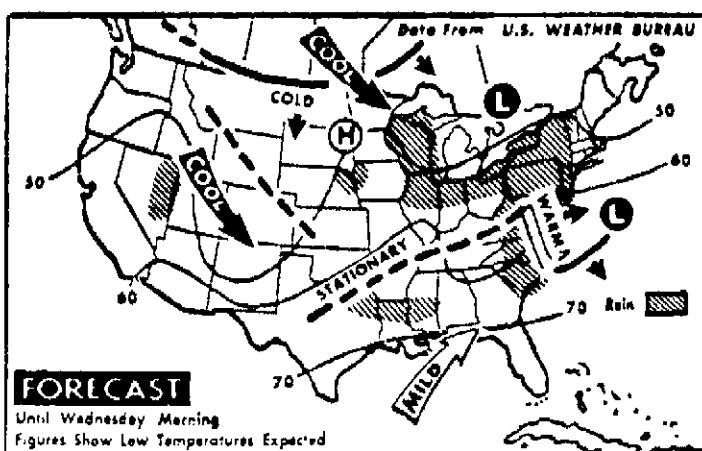 Data From U.S. WEATHER BUREAU
COOL
L
COLD
H
50
50
60
COOL
WARM
L
STATIONARY
60
70
Rain
70
MILD
FORECAST
Until Wednesday Morning
Figures Show Low Temperatures Expected